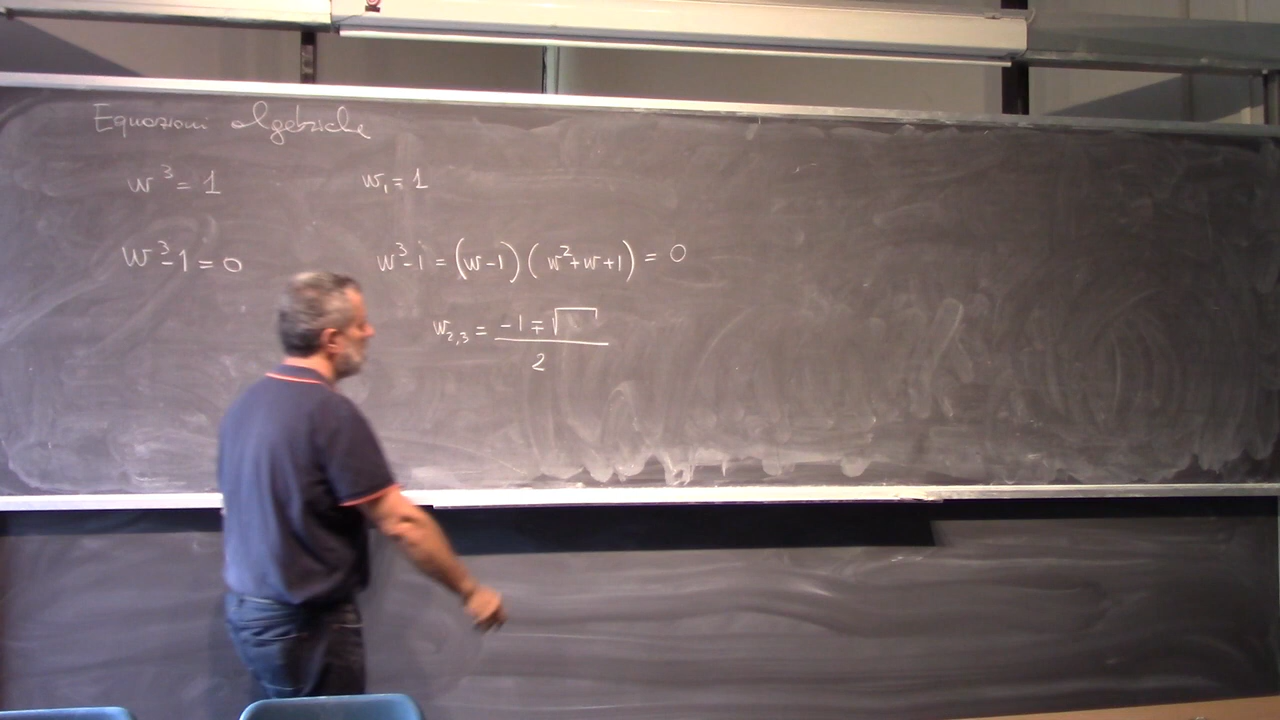 Equazioni algebriche
w³ = 1 w₁ = 1
w³-1 = 0 w³-1 = (w-1)(w²+w+1) = 0
w₂,₃ = (-1 ∓ √ )/2